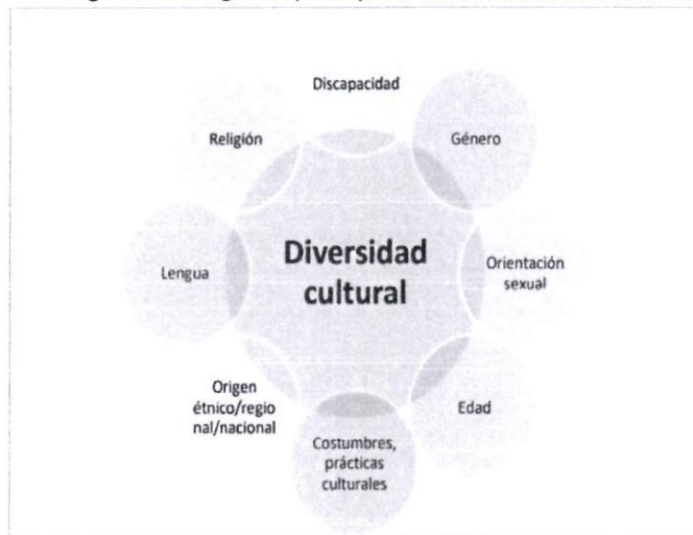 Discapacidad
Género
Orientación
sexual
Edad
Costumbres,
prácticas
culturales
Origen
étnico/regio
nal/nacional
Lengua
Religión
Diversidad
cultural